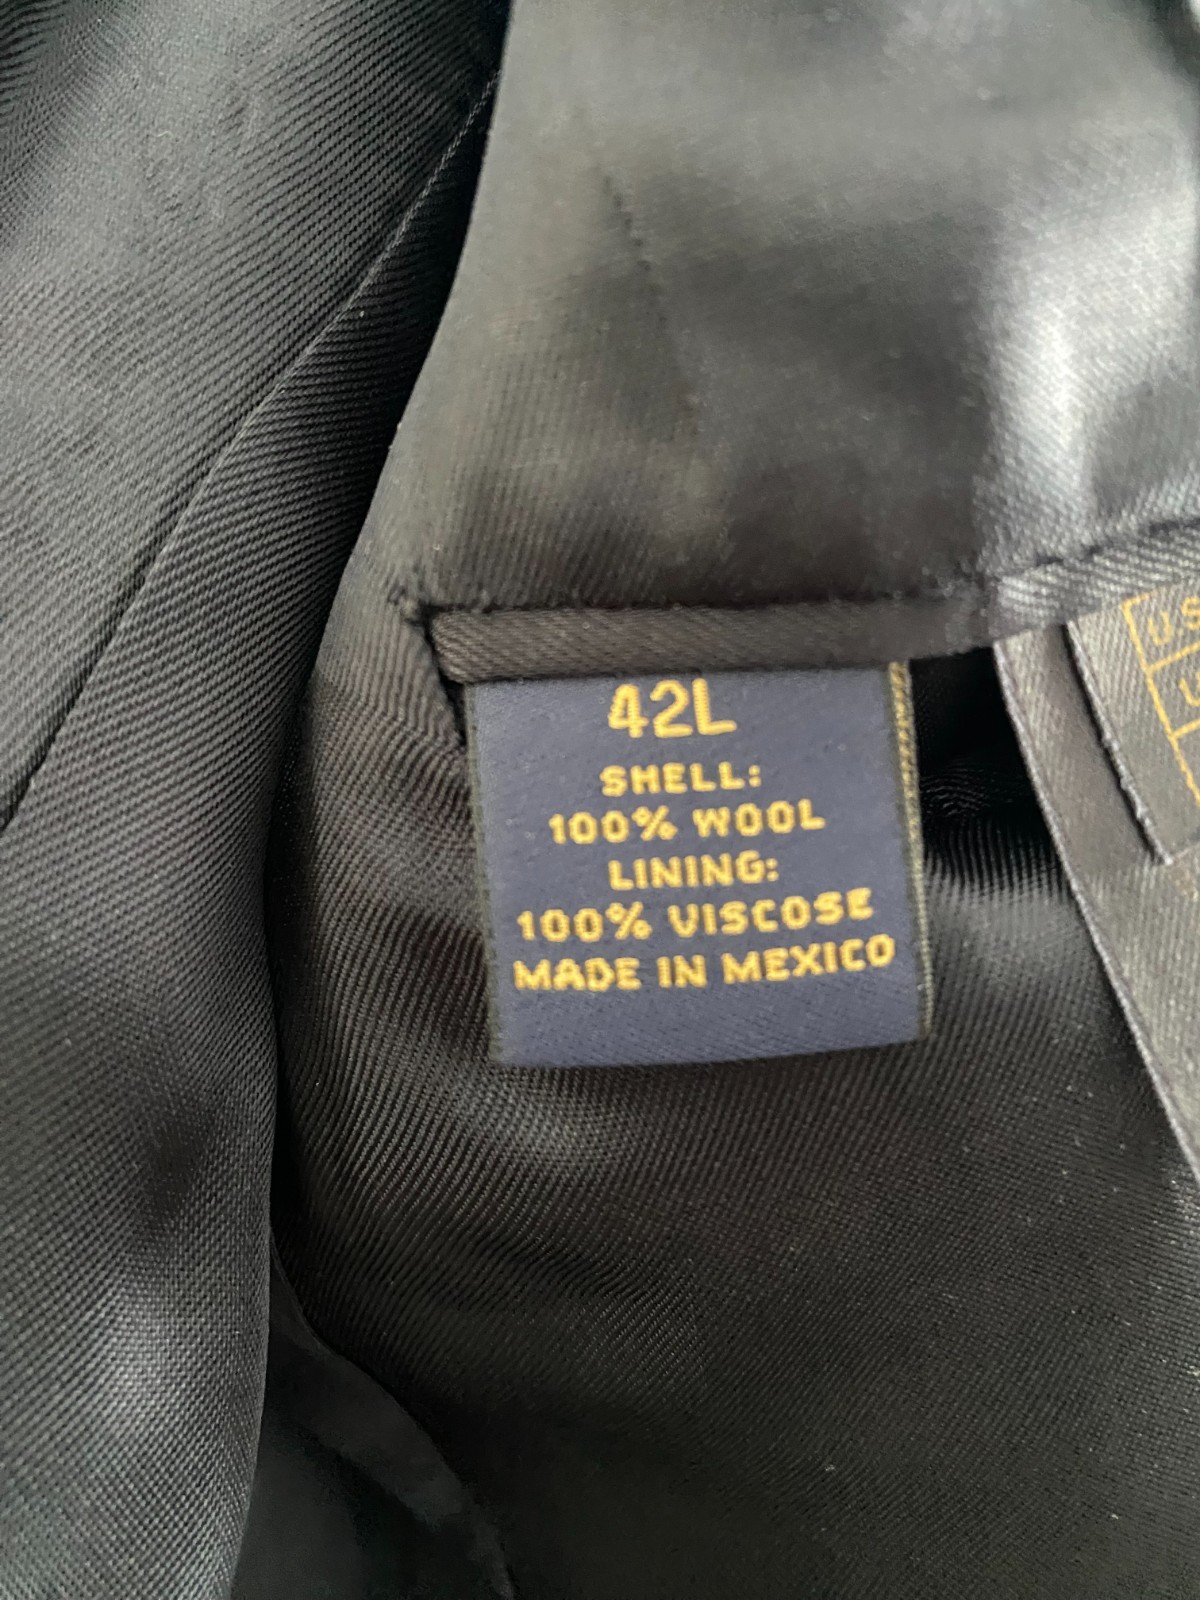 42L
SHELL:
100% WOOL
LINING:
100% VISCOSE
MADE IN MEXICO